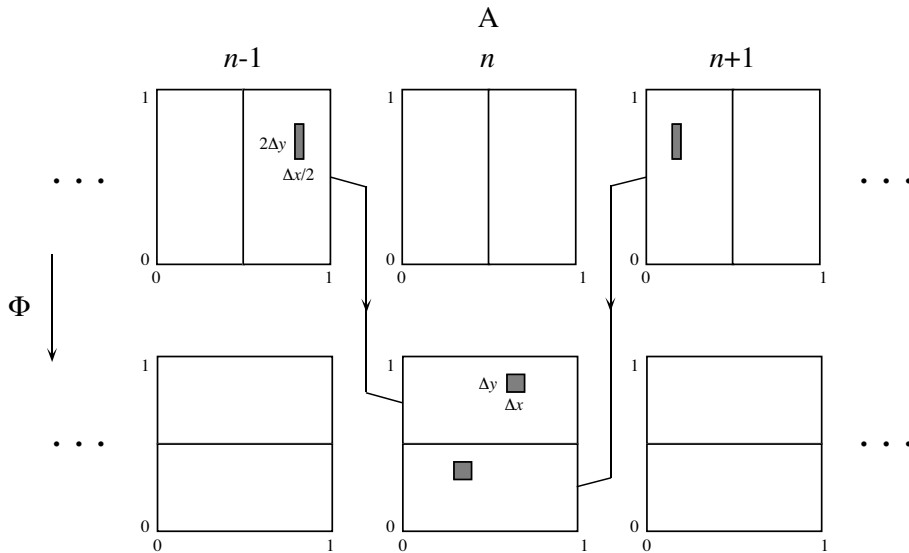 A
n-1 n n+1
1 1 1
2Δy
Δx/2
. . . . . .
0 0 0
0 1 0 1 0 1
Φ
1 1 1
Δy
Δx
. . . . . .
0 0 0
0 1 0 1 0 1